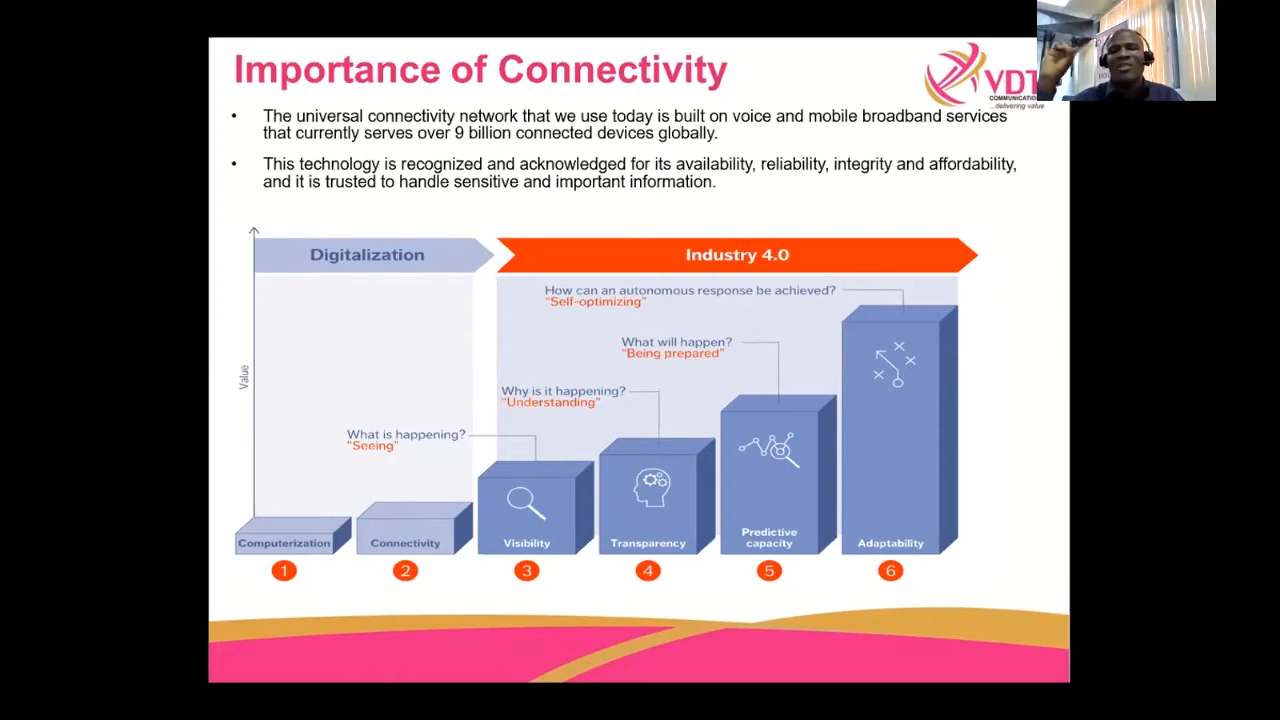 Importance of Connectivity
VDT
COMMUNICATION
...delivering value
• The universal connectivity network that we use today is built on voice and mobile broadband services
that currently serves over 9 billion connected devices globally.
• This technology is recognized and acknowledged for its availability, reliability, integrity and affordability,
and it is trusted to handle sensitive and important information.
Digitalization
Industry 4.0
Value
How can an autonomous response be achieved?
"Self-optimizing"
What will happen?
"Being prepared"
Why is it happening?
"Understanding"
What is happening?
"Seeing"
Computerization
Connectivity
Visibility
Transparency
Predictive
capacity
Adaptability
1
2
3
4
5
6